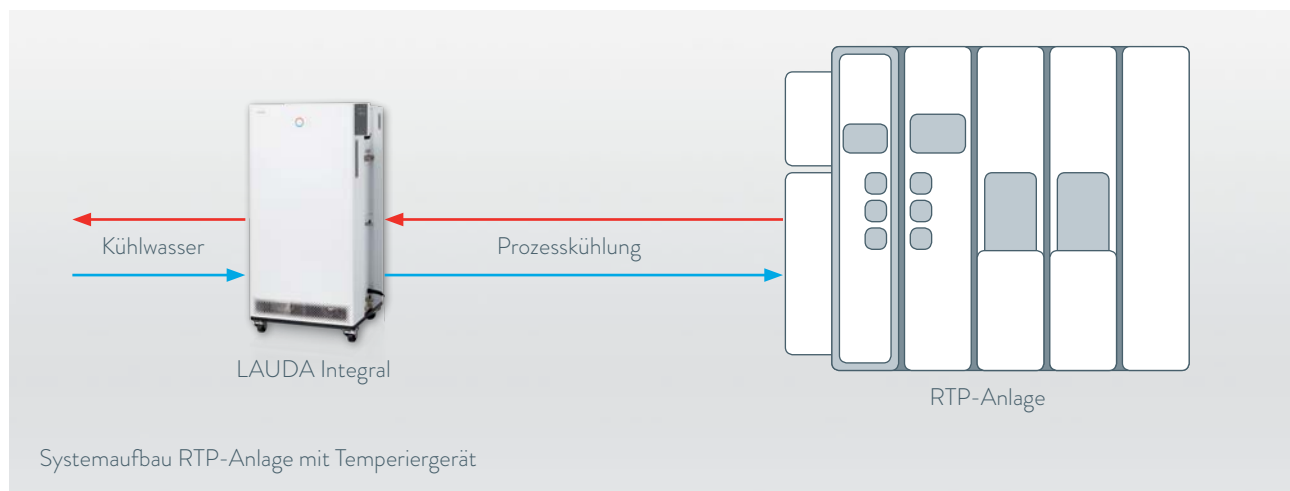 Kühlwasser
Prozesskühlung
LAUDA Integral
RTP-Anlage
Systemaufbau RTP-Anlage mit Temperiergerät